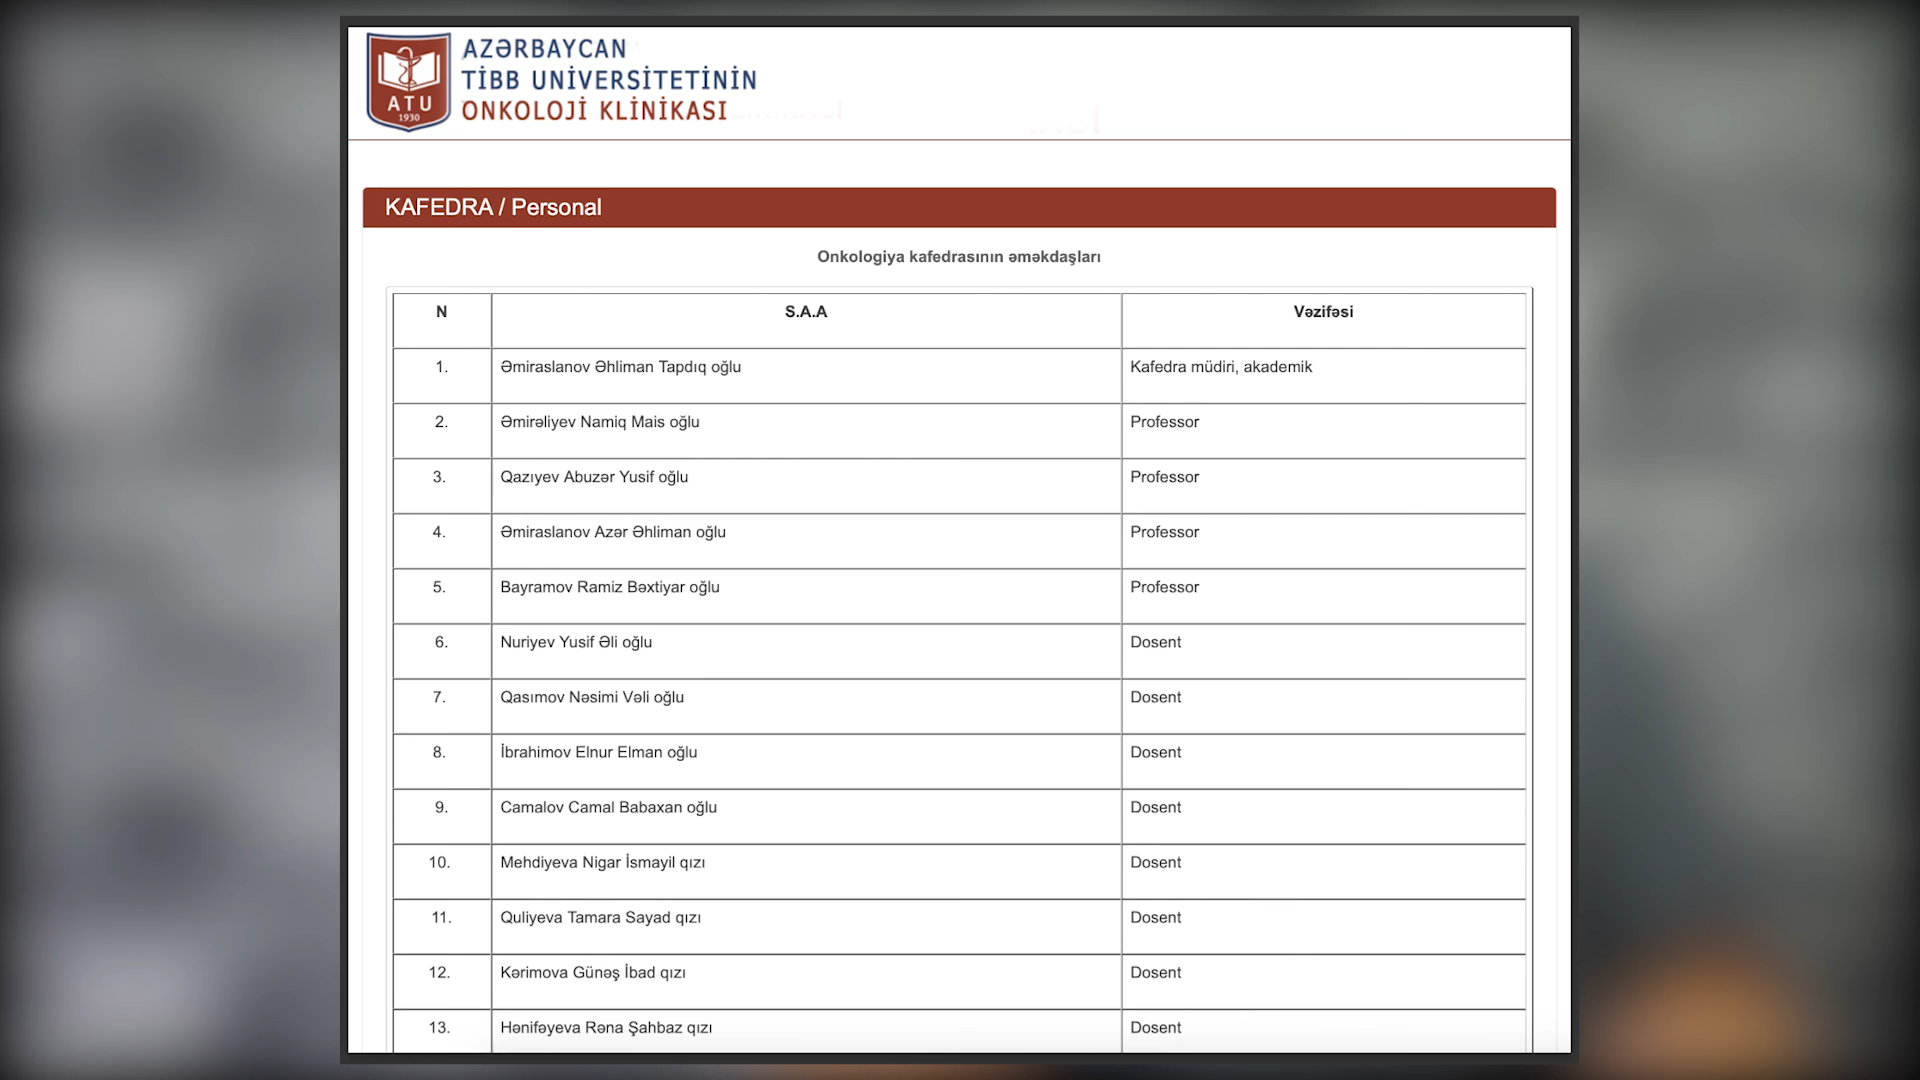 AZƏRBAYCAN
TİBB UNİVERSİTETİNİN
ONKOLOJİ KLİNİKASI
ATU
1930
KAFEDRA / Personal
Onkologiya kafedrasının əməkdaşları
N S.A.A Vəzifəsi
1. Əmiraslanov Əhliman Tapdıq oğlu Kafedra müdiri, akademik
2. Əmirəliyev Namiq Mais oğlu Professor
3. Qazıyev Abuzər Yusif oğlu Professor
4. Əmiraslanov Azər Əhliman oğlu Professor
5. Bayramov Ramiz Bəxtiyar oğlu Professor
6. Nuriyev Yusif Əli oğlu Dosent
7. Qasımov Nəsimi Vəli oğlu Dosent
8. İbrahimov Elnur Elman oğlu Dosent
9. Camalov Camal Babaxan oğlu Dosent
10. Mehdiyeva Nigar İsmayil qızı Dosent
11. Quliyeva Tamara Sayad qızı Dosent
12. Kərimova Günəş İbad qızı Dosent
13. Hənifəyeva Rəna Şahbaz qızı Dosent